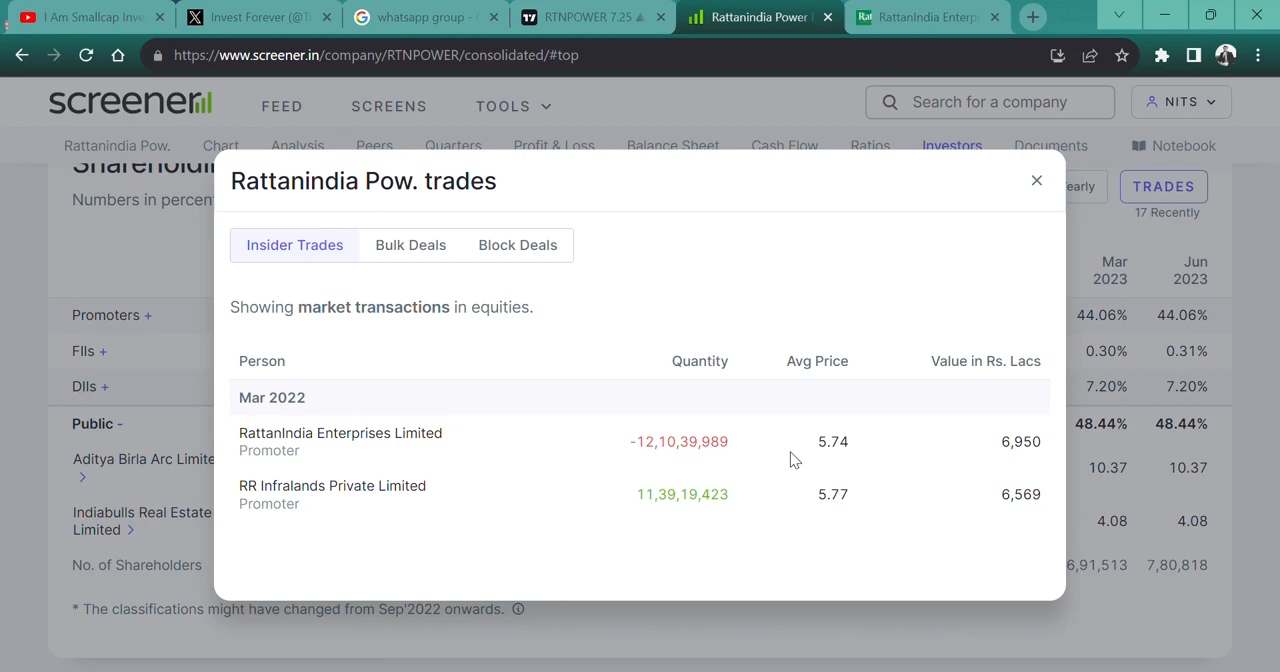 I Am Smallcap Inve
Invest Forever (@Tr
whatsapp group - G
RTNPOWER 7.25 ▲
Rattanindia Power
RattanIndia Enterp
https://www.screener.in/company/RTNPOWER/consolidated/#top
screener
FEED
SCREENS
TOOLS
Search for a company
NITS
Rattanindia Pow.
Chart
Analysis
Peers
Quarters
Profit & Loss
Balance Sheet
Cash Flow
Ratios
Investors
Documents
Notebook
Numbers in percen
early
TRADES
17 Recently
Rattanindia Pow. trades
Insider Trades
Bulk Deals
Block Deals
Showing market transactions in equities.
Person Quantity Avg Price Value in Rs. Lacs
Mar 2022
RattanIndia Enterprises Limited
Promoter
-12,10,39,989 5.74 6,950
RR Infralands Private Limited
Promoter
11,39,19,423 5.77 6,569
Mar 2023
Jun 2023
Promoters + 44.06% 44.06%
FIIs + 0.30% 0.31%
DIIs + 7.20% 7.20%
Public - 48.44% 48.44%
Aditya Birla Arc Limite
10.37 10.37
Indiabulls Real Estate
Limited
4.08 4.08
No. of Shareholders 6,91,513 7,80,818
* The classifications might have changed from Sep'2022 onwards.